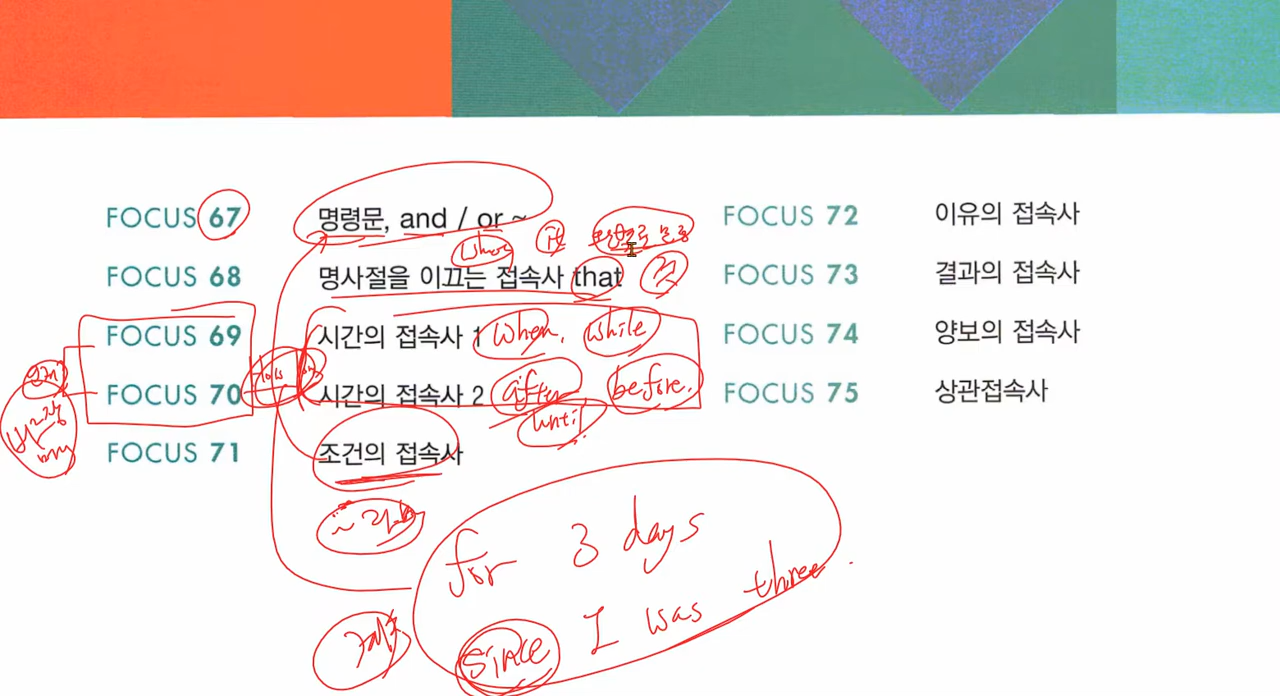 FOCUS 67 명령문, and / or ~
what
FOCUS 68 명사절을 이끄는 접속사 that 것
FOCUS 69 시간의 접속사 1 when, while
FOCUS 70 시간의 접속사 2 after before.
until
FOCUS 71 조건의 접속사
for 3 days
since I was three.
FOCUS 72 이유의 접속사
FOCUS 73 결과의 접속사
FOCUS 74 양보의 접속사
FOCUS 75 상관접속사